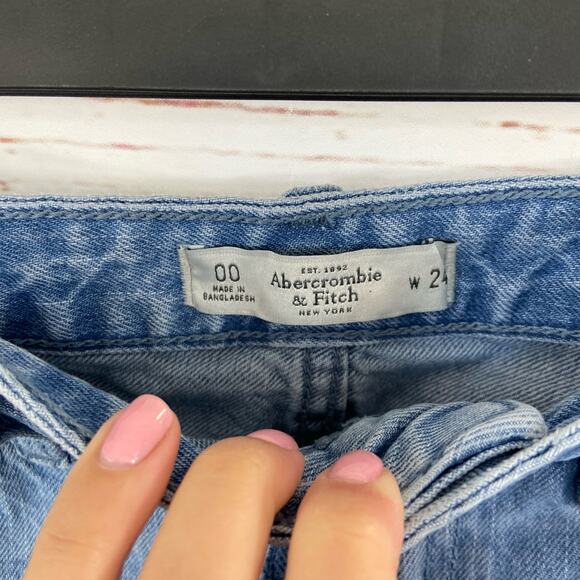 00
MADE IN
BANGLADESH
EST. 1892
Abercrombie
& Fitch
NEW YORK
W 24